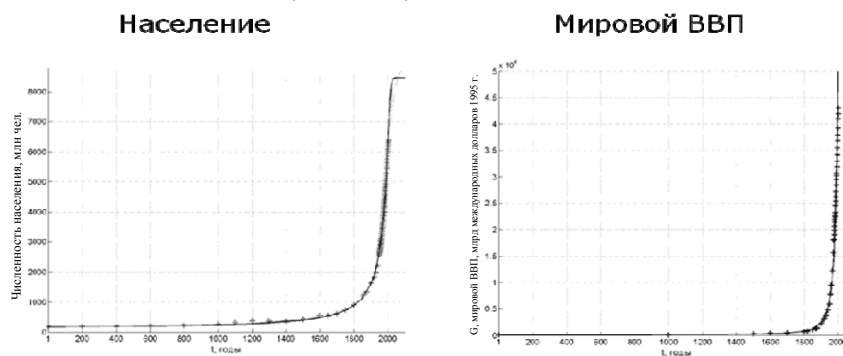 Население
Численность населения, млн чел.
8000
7000
6000
5000
4000
3000
2000
1000
0
1 200 400 600 800 1000 1200 1400 1600 1800 2000
t, годы
Мировой ВВП
G, мировой ВВП, млрд международных долларов 1995 г.
× 10⁴
5
4.5
4
3.5
3
2.5
2
1.5
1
0.5
0
1 200 400 600 800 1000 1200 1400 1600 1800 200
t, годы